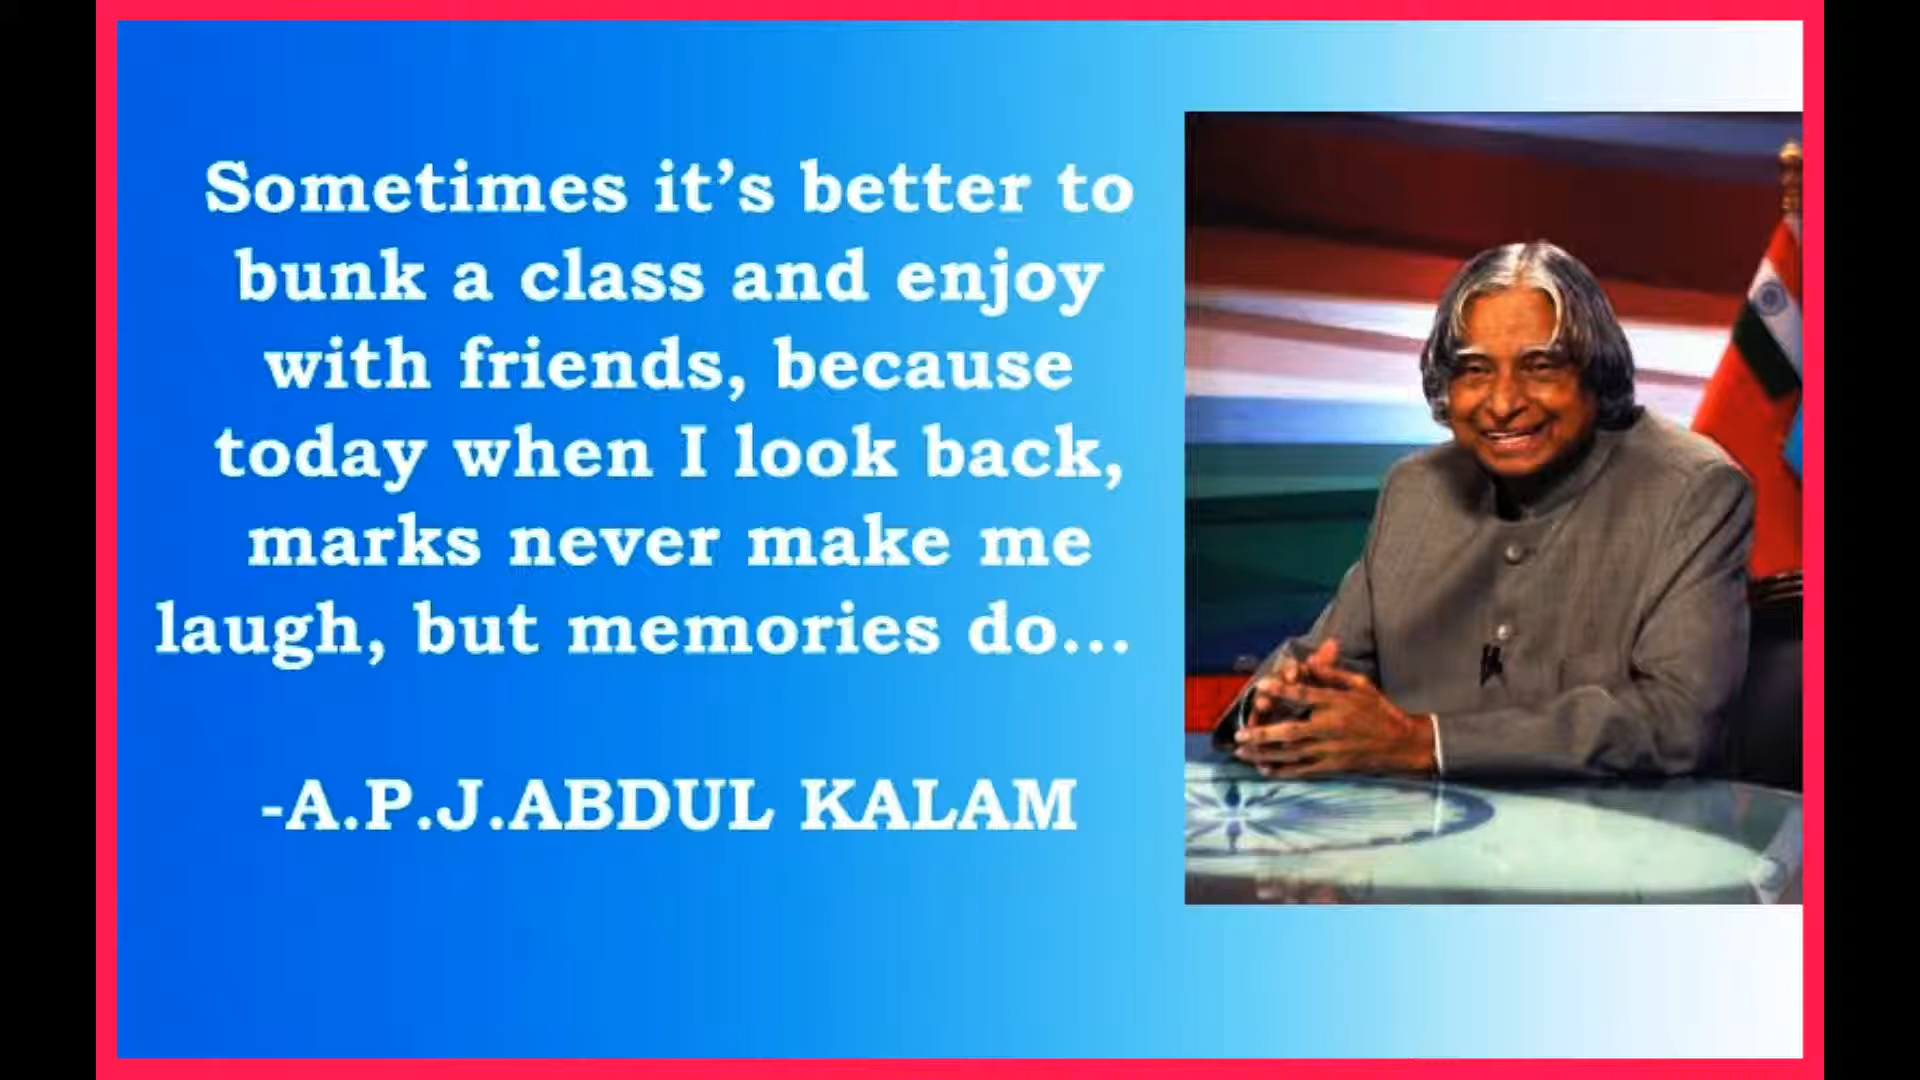 Sometimes it’s better to
bunk a class and enjoy
with friends, because
today when I look back,
marks never make me
laugh, but memories do...
-A.P.J.ABDUL KALAM